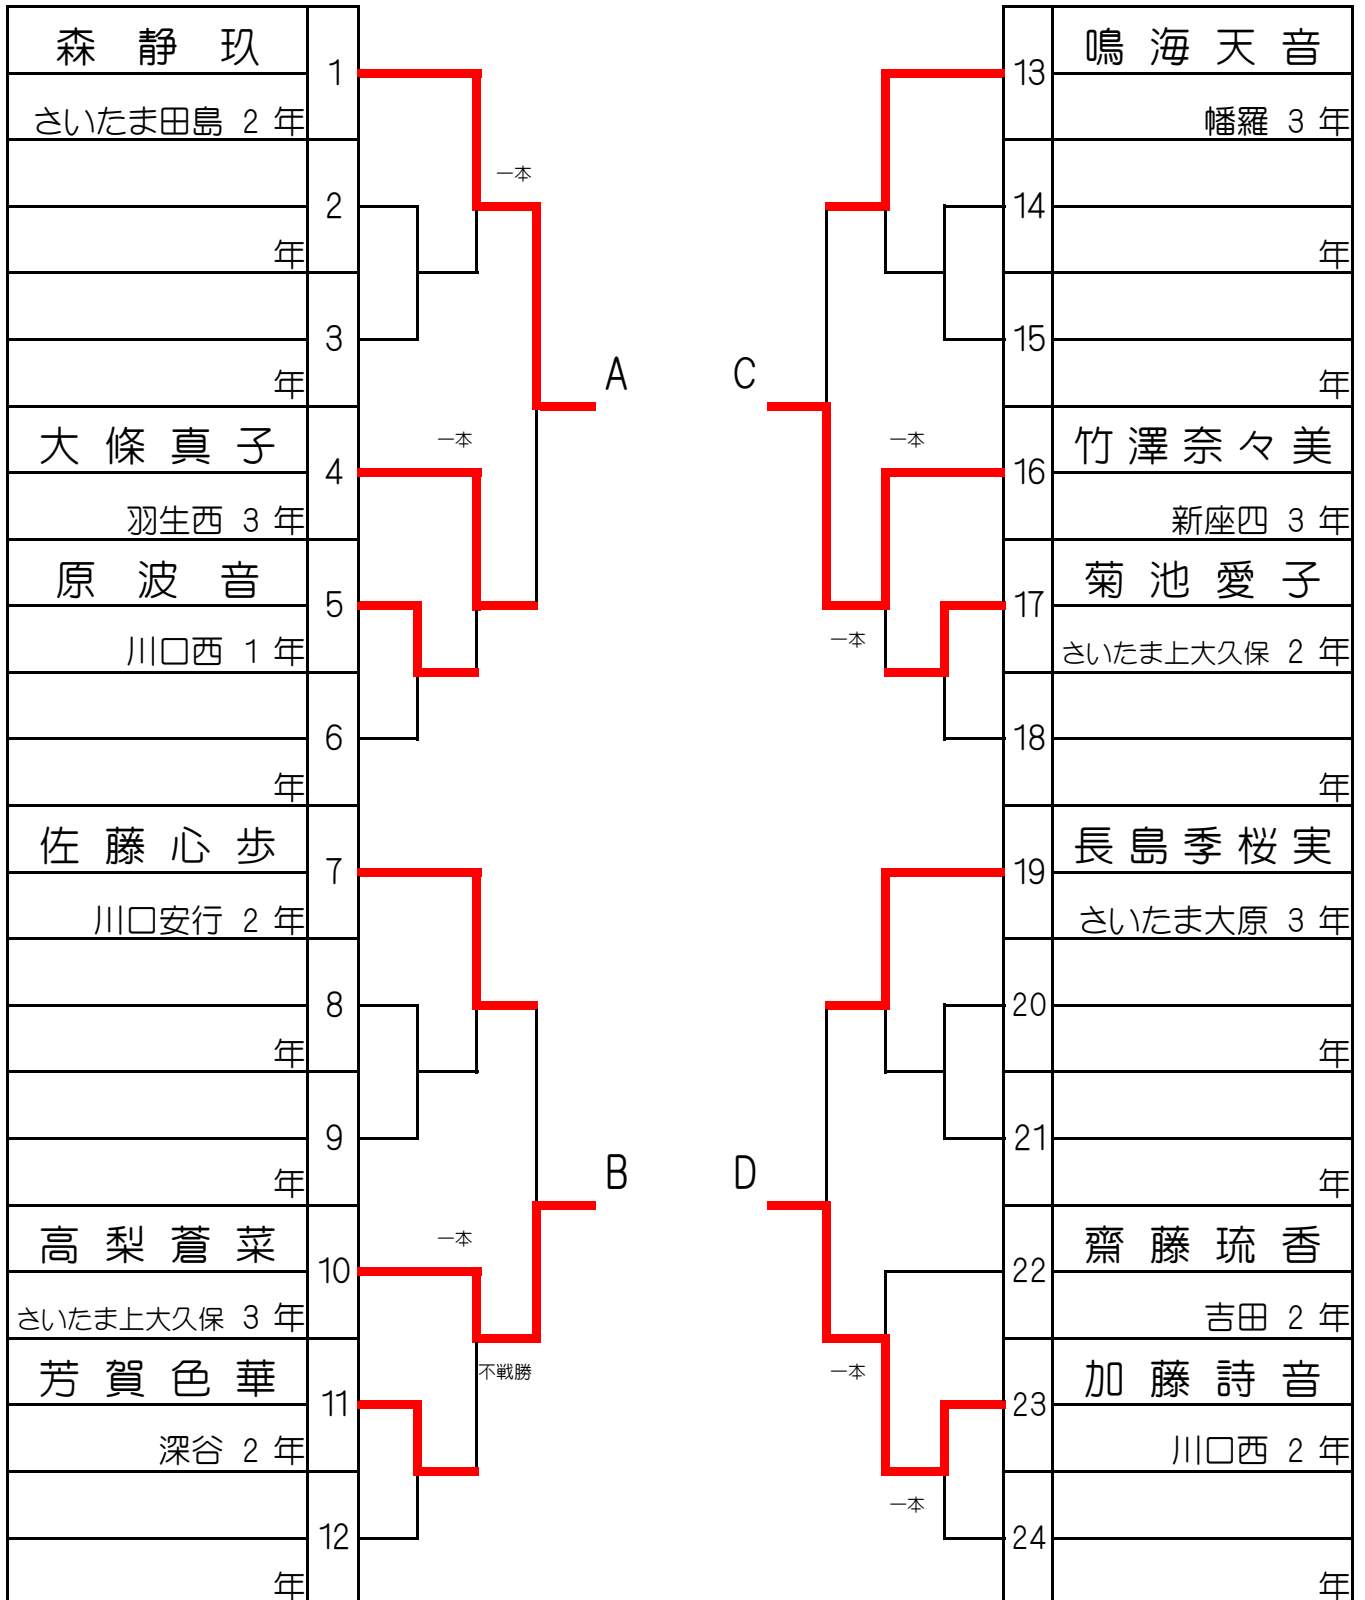 森静玖
1
さいたま田島 2 年
2
年
3
年
大條真子
4
羽生西 3 年
原波音
5
川口西 1 年
6
年
佐藤心歩
7
川口安行 2 年
8
年
9
年
高梨蒼菜
10
さいたま上大久保 3 年
芳賀色華
11
深谷 2 年
12
年
一本
A
一本
B
一本
不戦勝
C
一本
一本
D
一本
一本
鳴海天音
13
幡羅 3 年
14
年
15
年
竹澤奈々美
16
新座四 3 年
菊池愛子
17
さいたま上大久保 2 年
18
年
長島季桜実
19
さいたま大原 3 年
20
年
21
年
齋藤琉香
22
吉田 2 年
加藤詩音
23
川口西 2 年
24
年